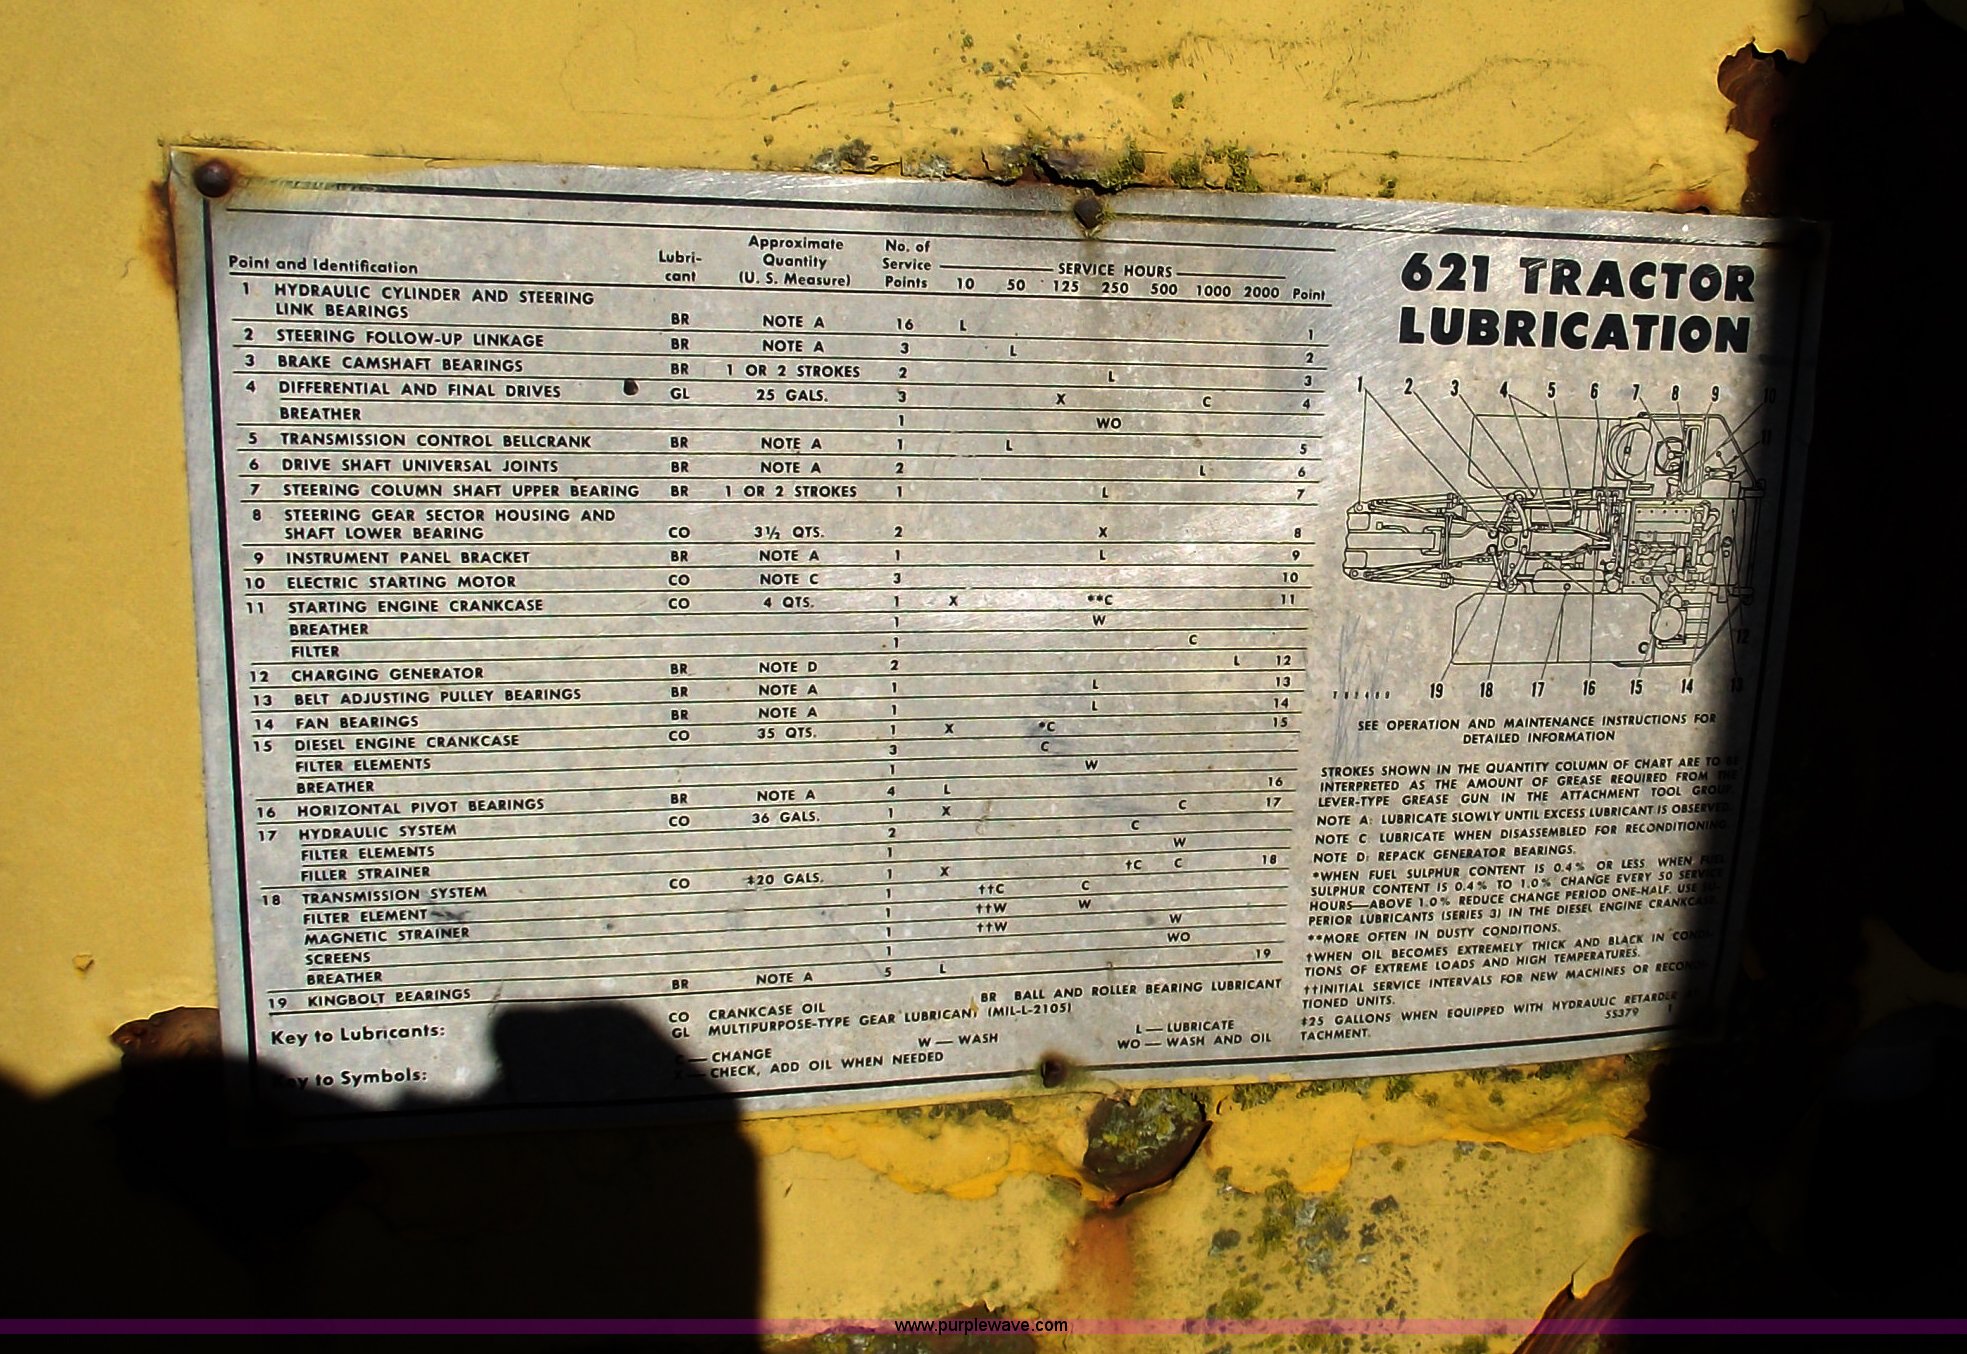 Point and Identification Lubri- cant Approximate Quantity (U. S. Measure) No. of Service Points SERVICE HOURS 10 50 125 250 500 1000 2000 Point
1 HYDRAULIC CYLINDER AND STEERING
LINK BEARINGS BR NOTE A 16 L 1
2 STEERING FOLLOW-UP LINKAGE BR NOTE A 3 L 2
3 BRAKE CAMSHAFT BEARINGS BR 1 OR 2 STROKES 2 L 3
4 DIFFERENTIAL AND FINAL DRIVES GL 25 GALS. 3 X C 4
BREATHER 1 WO
5 TRANSMISSION CONTROL BELLCRANK BR NOTE A 1 L 5
6 DRIVE SHAFT UNIVERSAL JOINTS BR NOTE A 2 L 6
7 STEERING COLUMN SHAFT UPPER BEARING BR 1 OR 2 STROKES 1 L 7
8 STEERING GEAR SECTOR HOUSING AND
SHAFT LOWER BEARING CO 3½ QTS. 2 X 8
9 INSTRUMENT PANEL BRACKET BR NOTE A 1 L 9
10 ELECTRIC STARTING MOTOR CO NOTE C 3 10
11 STARTING ENGINE CRANKCASE CO 4 QTS. 1 X **C 11
BREATHER 1 W
FILTER 1 C
12 CHARGING GENERATOR BR NOTE D 2 L 12
13 BELT ADJUSTING PULLEY BEARINGS BR NOTE A 1 L 13
14 FAN BEARINGS BR NOTE A 1 L 14
15 DIESEL ENGINE CRANKCASE CO 35 QTS. 1 X *C 15
FILTER ELEMENTS 3 C
BREATHER 1 W
16 HORIZONTAL PIVOT BEARINGS BR NOTE A 4 L 16
17 HYDRAULIC SYSTEM CO 36 GALS. 1 X C 17
FILTER ELEMENTS 2 C
FILLER STRAINER 1 W
18 TRANSMISSION SYSTEM CO ‡20 GALS. 1 X †C C 18
FILTER ELEMENT 1 ††C C
MAGNETIC STRAINER 1 ††W W
SCREENS 1 ††W W
BREATHER 1 WO
19 KINGBOLT BEARINGS BR NOTE A 5 L 19
Key to Lubricants: CO CRANKCASE OIL BR BALL AND ROLLER BEARING LUBRICANT
GL MULTIPURPOSE-TYPE GEAR LUBRICANT (MIL-L-2105)
Key to Symbols: C — CHANGE W — WASH L — LUBRICATE
X — CHECK, ADD OIL WHEN NEEDED WO — WASH AND OIL
621 TRACTOR
LUBRICATION
1 2 3 4 5 6 7 8 9 10
11
12
19 18 17 16 15 14 13
SEE OPERATION AND MAINTENANCE INSTRUCTIONS FOR
DETAILED INFORMATION
STROKES SHOWN IN THE QUANTITY COLUMN OF CHART ARE TO BE
INTERPRETED AS THE AMOUNT OF GREASE REQUIRED FROM THE
LEVER-TYPE GREASE GUN IN THE ATTACHMENT TOOL GROUP.
NOTE A: LUBRICATE SLOWLY UNTIL EXCESS LUBRICANT IS OBSERVED.
NOTE C: LUBRICATE WHEN DISASSEMBLED FOR RECONDITIONING.
NOTE D: REPACK GENERATOR BEARINGS.
*WHEN FUEL SULPHUR CONTENT IS 0.4% OR LESS. WHEN FUEL
SULPHUR CONTENT IS 0.4% TO 1.0% CHANGE EVERY 50 SERVICE
HOURS—ABOVE 1.0% REDUCE CHANGE PERIOD ONE-HALF. USE SU-
PERIOR LUBRICANTS (SERIES 3) IN THE DIESEL ENGINE CRANKCASE.
**MORE OFTEN IN DUSTY CONDITIONS.
†WHEN OIL BECOMES EXTREMELY THICK AND BLACK IN CONDI-
TIONS OF EXTREME LOADS AND HIGH TEMPERATURES.
††INITIAL SERVICE INTERVALS FOR NEW MACHINES OR RECONDI-
TIONED UNITS.
‡25 GALLONS WHEN EQUIPPED WITH HYDRAULIC RETARDER AT-
TACHMENT. 5S379 1
www.purplewave.com